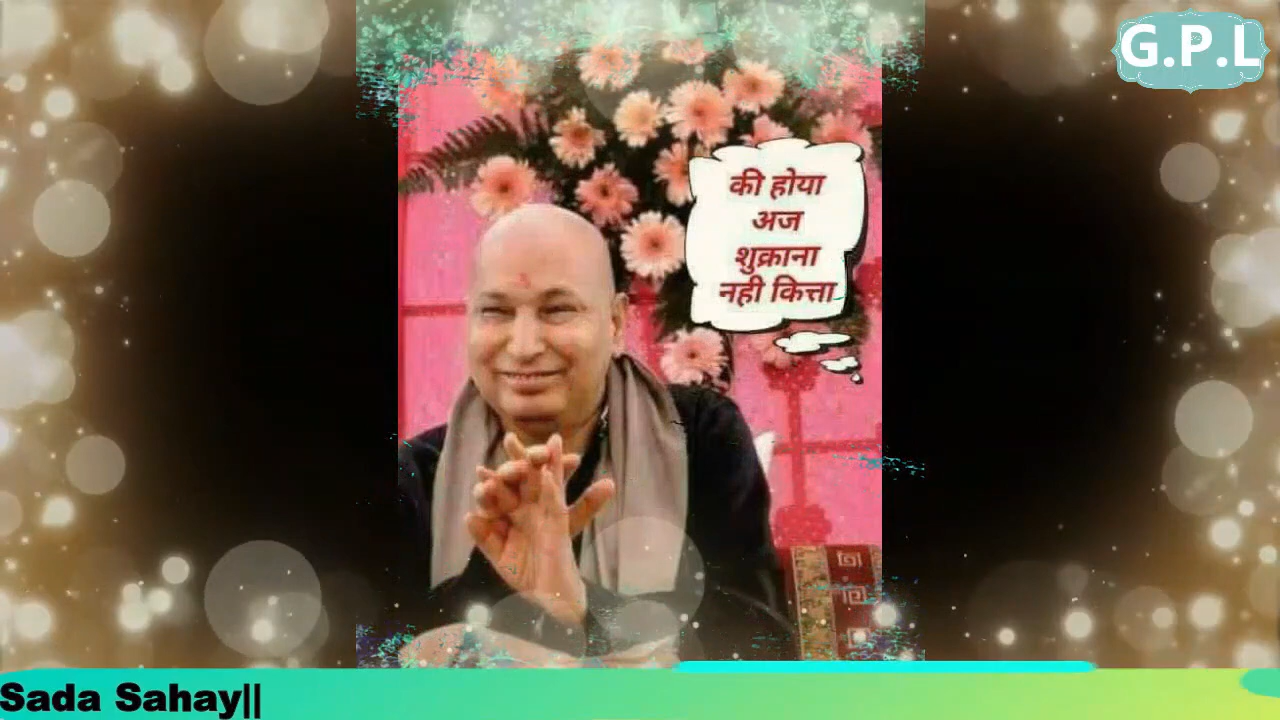 G.P.L
की होया
अज
शुक्राना
नही कित्ता
Sada Sahay||